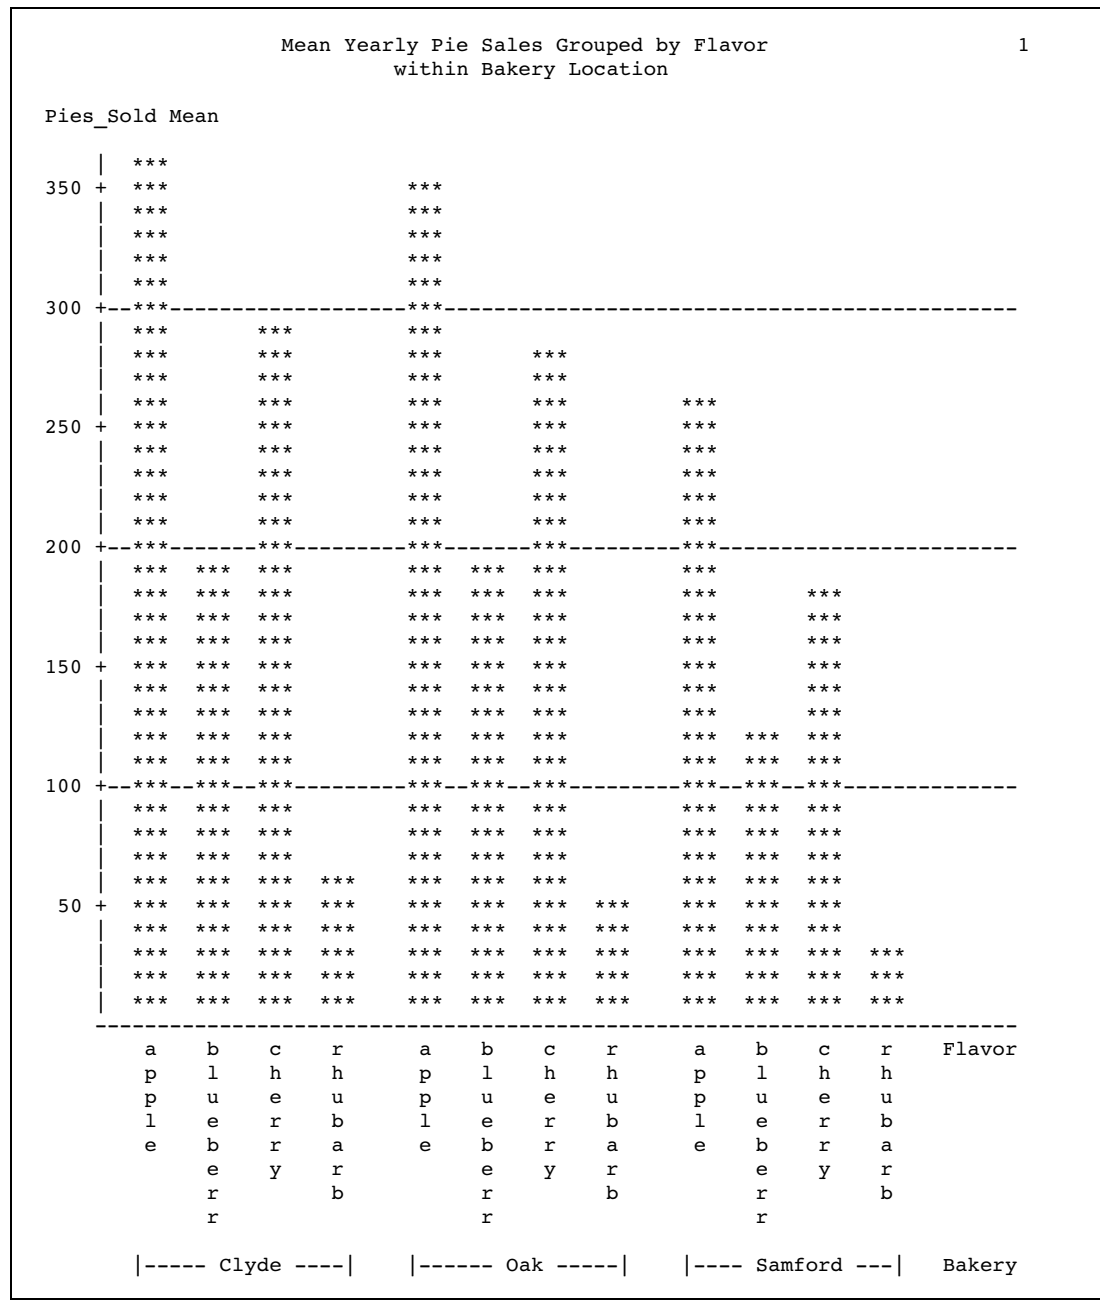 Mean Yearly Pie Sales Grouped by Flavor 1
within Bakery Location
Pies_Sold Mean
| ***
350 + *** ***
| *** ***
| *** ***
| *** ***
| *** ***
300 +--***-------------------***----------------------------------------------
| *** *** ***
| *** *** *** ***
| *** *** *** ***
| *** *** *** *** ***
250 + *** *** *** *** ***
| *** *** *** *** ***
| *** *** *** *** ***
| *** *** *** *** ***
| *** *** *** *** ***
200 +--***-------***---------***-------***---------***------------------------
| *** *** *** *** *** *** ***
| *** *** *** *** *** *** *** ***
| *** *** *** *** *** *** *** ***
| *** *** *** *** *** *** *** ***
150 + *** *** *** *** *** *** *** ***
| *** *** *** *** *** *** *** ***
| *** *** *** *** *** *** *** ***
| *** *** *** *** *** *** *** *** ***
| *** *** *** *** *** *** *** *** ***
100 +--***--***--***---------***--***--***---------***--***--***--------------
| *** *** *** *** *** *** *** *** ***
| *** *** *** *** *** *** *** *** ***
| *** *** *** *** *** *** *** *** ***
| *** *** *** *** *** *** *** *** *** ***
50 + *** *** *** *** *** *** *** *** *** *** ***
| *** *** *** *** *** *** *** *** *** *** ***
| *** *** *** *** *** *** *** *** *** *** *** ***
| *** *** *** *** *** *** *** *** *** *** *** ***
| *** *** *** *** *** *** *** *** *** *** *** ***
--------------------------------------------------------------------------
a b c r a b c r a b c r Flavor
p l h h p l h h p l h h
p u e u p u e u p u e u
l e r b l e r b l e r b
e b r a e b r a e b r a
e y r e y r e y r
r b r b r b
r r r
|----- Clyde ----| |------ Oak -----| |---- Samford ---| Bakery